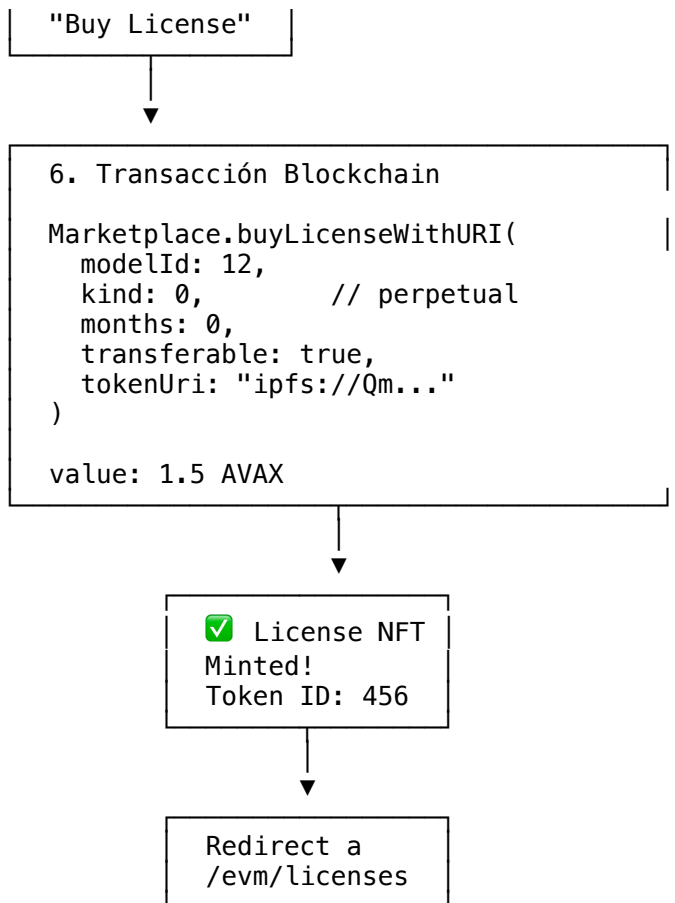 "Buy License"
6. Transacción Blockchain
Marketplace.buyLicenseWithURI(
modelId: 12,
kind: 0, // perpetual
months: 0,
transferable: true,
tokenUri: "ipfs://Qm..."
)
value: 1.5 AVAX
✅ License NFT
Minted!
Token ID: 456
Redirect a
/evm/licenses